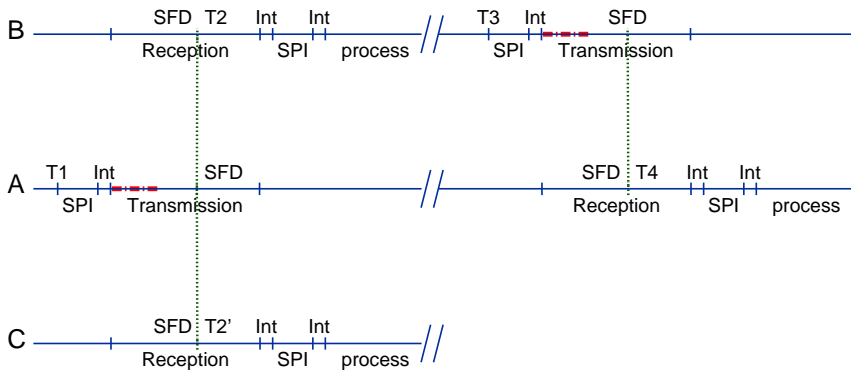 SFD T2 Int Int T3 Int SFD
B
Reception SPI process SPI Transmission
T1 Int SFD SFD T4 Int Int
A
SPI Transmission Reception SPI process
SFD T2’ Int Int
C
Reception SPI process